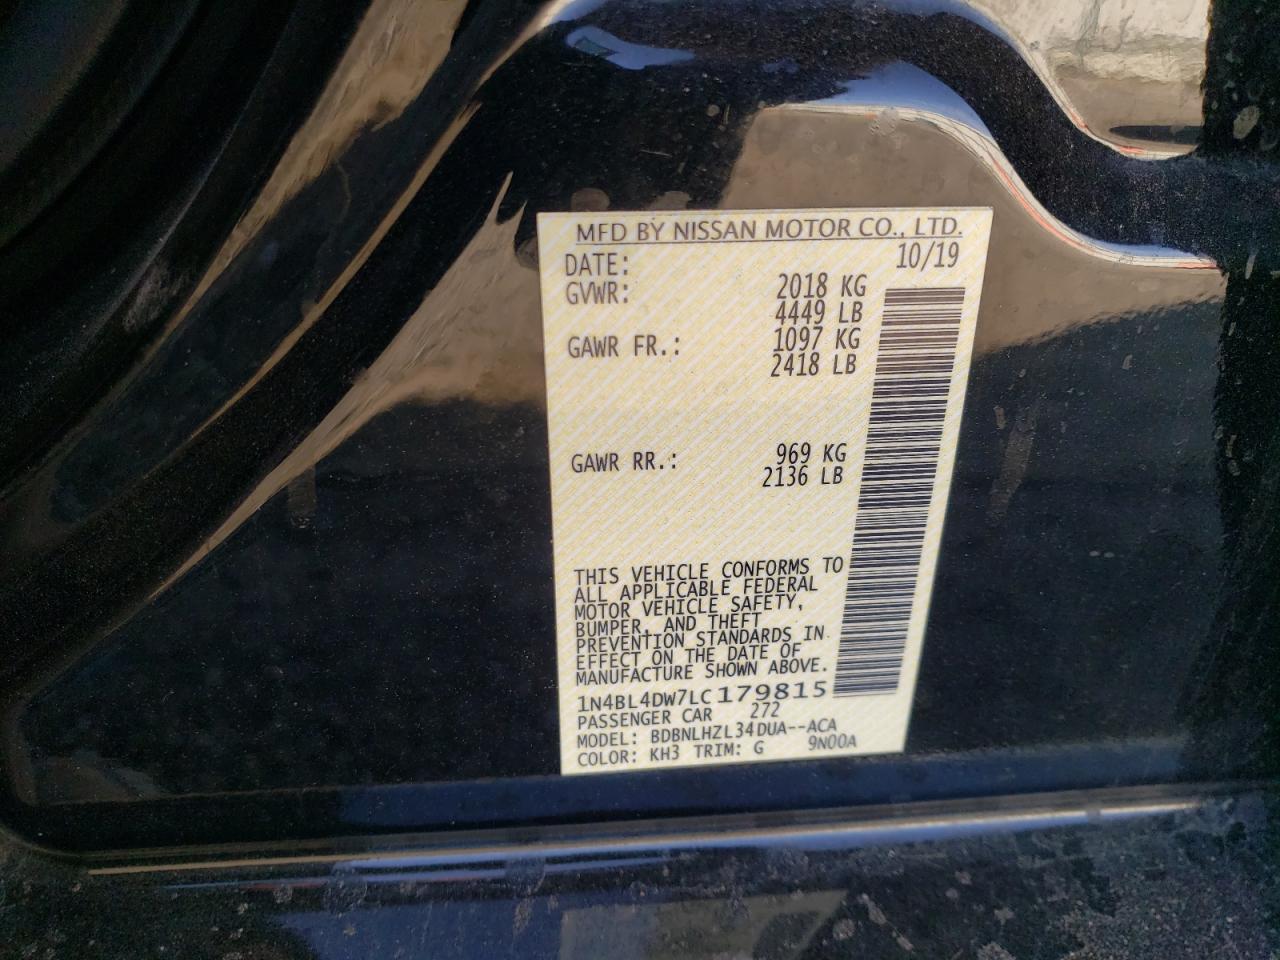 MFD BY NISSAN MOTOR CO., LTD.
DATE: 10/19
GVWR: 2018 KG
4449 LB
GAWR FR.: 1097 KG
2418 LB
GAWR RR.: 969 KG
2136 LB
THIS VEHICLE CONFORMS TO
ALL APPLICABLE FEDERAL
MOTOR VEHICLE SAFETY,
BUMPER, AND THEFT
PREVENTION STANDARDS IN
EFFECT ON THE DATE OF
MANUFACTURE SHOWN ABOVE.
1N4BL4DW7LC179815
PASSENGER CAR 272
MODEL: BDBNLHZL34DUA--ACA
COLOR: KH3 TRIM: G 9N00A